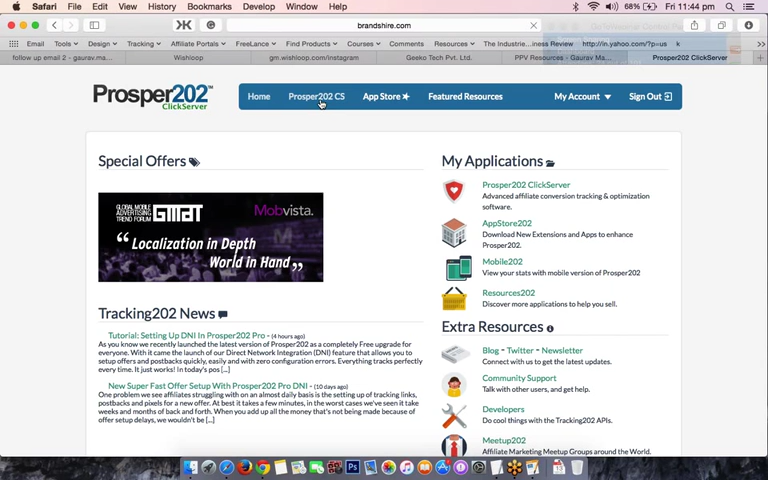 Safari File Edit View History Bookmarks Develop Window Help 68% Fri 11:44 pm
brandshire.com
Email Tools Design Tracking Affiliate Portals FreeLance Find Products Courses Comments Resources The Industrie...iness Review http://in.yahoo.com/?p=us k
follow up email 2 - gaurav.ma... Wishloop gm.wishloop.com/instagram Geeko Tech Pvt. Ltd. PPV Resources - Gaurav Ma... Prosper202 ClickServer
Prosper202™
ClickServer
Home Prosper202 CS App Store Featured Resources My Account Sign Out
Special Offers
GLOBAL MOBILE
ADVERTISING
TREND FORUM
GMAT Mobvista.
“ Localization in Depth
World in Hand „
Tracking202 News
Tutorial: Setting Up DNI In Prosper202 Pro - (4 hours ago)
As you know we recently launched the latest version of Prosper202 as a completely Free upgrade for
everyone. With it came the launch of our Direct Network Integration (DNI) feature that allows you to
setup offers and postbacks quickly, easily and with zero configuration errors. Everything tracks perfectly
every time. It just works! In today's pos [...]
New Super Fast Offer Setup With Prosper202 Pro DNI - (10 days ago)
One problem we see affiliates struggling with on an almost daily basis is the setting up of tracking links,
postbacks and pixels for a new offer. At best it takes a few minutes, in the worst cases we've seen it take
weeks and months of back and forth. When you add up all the money that's not being made because of
offer setup delays, we wouldn't be [...]
My Applications
Prosper202 ClickServer
Advanced affiliate conversion tracking & optimization
software.
AppStore202
Download New Extensions and Apps to enhance
Prosper202.
Mobile202
View your stats with mobile version of Prosper202
Resources202
Discover more applications to help you sell.
Extra Resources
Blog - Twitter - Newsletter
Connect with us to get the latest updates.
Community Support
Talk with other users, and get help.
Developers
Do cool things with the Tracking202 APIs.
Meetup202
Affiliate Marketing Meetup Groups around the World.